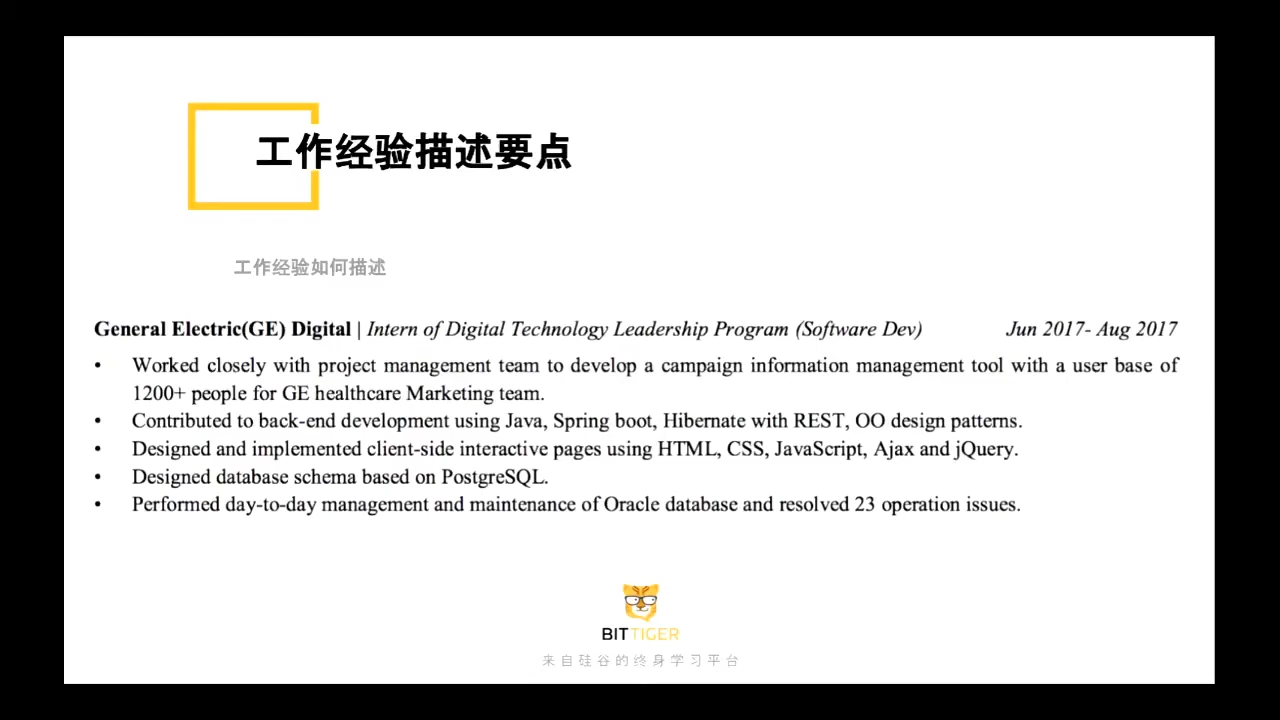 工作经验描述要点
工作经验如何描述
General Electric(GE) Digital | Intern of Digital Technology Leadership Program (Software Dev) Jun 2017- Aug 2017
• Worked closely with project management team to develop a campaign information management tool with a user base of
1200+ people for GE healthcare Marketing team.
• Contributed to back-end development using Java, Spring boot, Hibernate with REST, OO design patterns.
• Designed and implemented client-side interactive pages using HTML, CSS, JavaScript, Ajax and jQuery.
• Designed database schema based on PostgreSQL.
• Performed day-to-day management and maintenance of Oracle database and resolved 23 operation issues.
BITTIGER
来自硅谷的终身学习平台